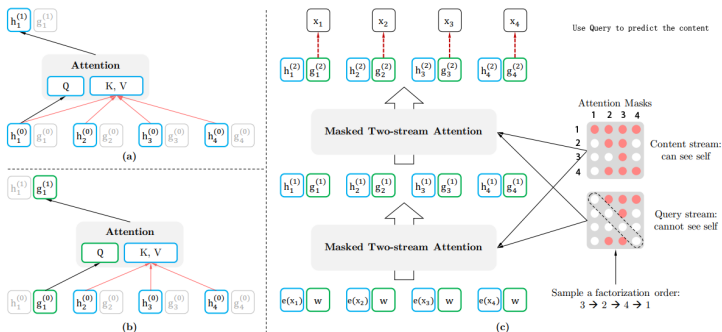 h₁⁽¹⁾ g₁⁽¹⁾
Attention
Q K, V
h₁⁽⁰⁾ g₁⁽⁰⁾ h₂⁽⁰⁾ g₂⁽⁰⁾ h₃⁽⁰⁾ g₃⁽⁰⁾ h₄⁽⁰⁾ g₄⁽⁰⁾
(a)
h₁⁽¹⁾ g₁⁽¹⁾
Attention
Q K, V
h₁⁽⁰⁾ g₁⁽⁰⁾ h₂⁽⁰⁾ g₂⁽⁰⁾ h₃⁽⁰⁾ g₃⁽⁰⁾ h₄⁽⁰⁾ g₄⁽⁰⁾
(b)
x₁ x₂ x₃ x₄
h₁⁽²⁾ g₁⁽²⁾ h₂⁽²⁾ g₂⁽²⁾ h₃⁽²⁾ g₃⁽²⁾ h₄⁽²⁾ g₄⁽²⁾
Masked Two-stream Attention
h₁⁽¹⁾ g₁⁽¹⁾ h₂⁽¹⁾ g₂⁽¹⁾ h₃⁽¹⁾ g₃⁽¹⁾ h₄⁽¹⁾ g₄⁽¹⁾
Masked Two-stream Attention
e(x₁) w e(x₂) w e(x₃) w e(x₄) w
(c)
Use Query to predict the content
Attention Masks
1 2 3 4
1
2
3
4
Content stream:
can see self
Query stream:
cannot see self
Sample a factorization order:
3 → 2 → 4 → 1